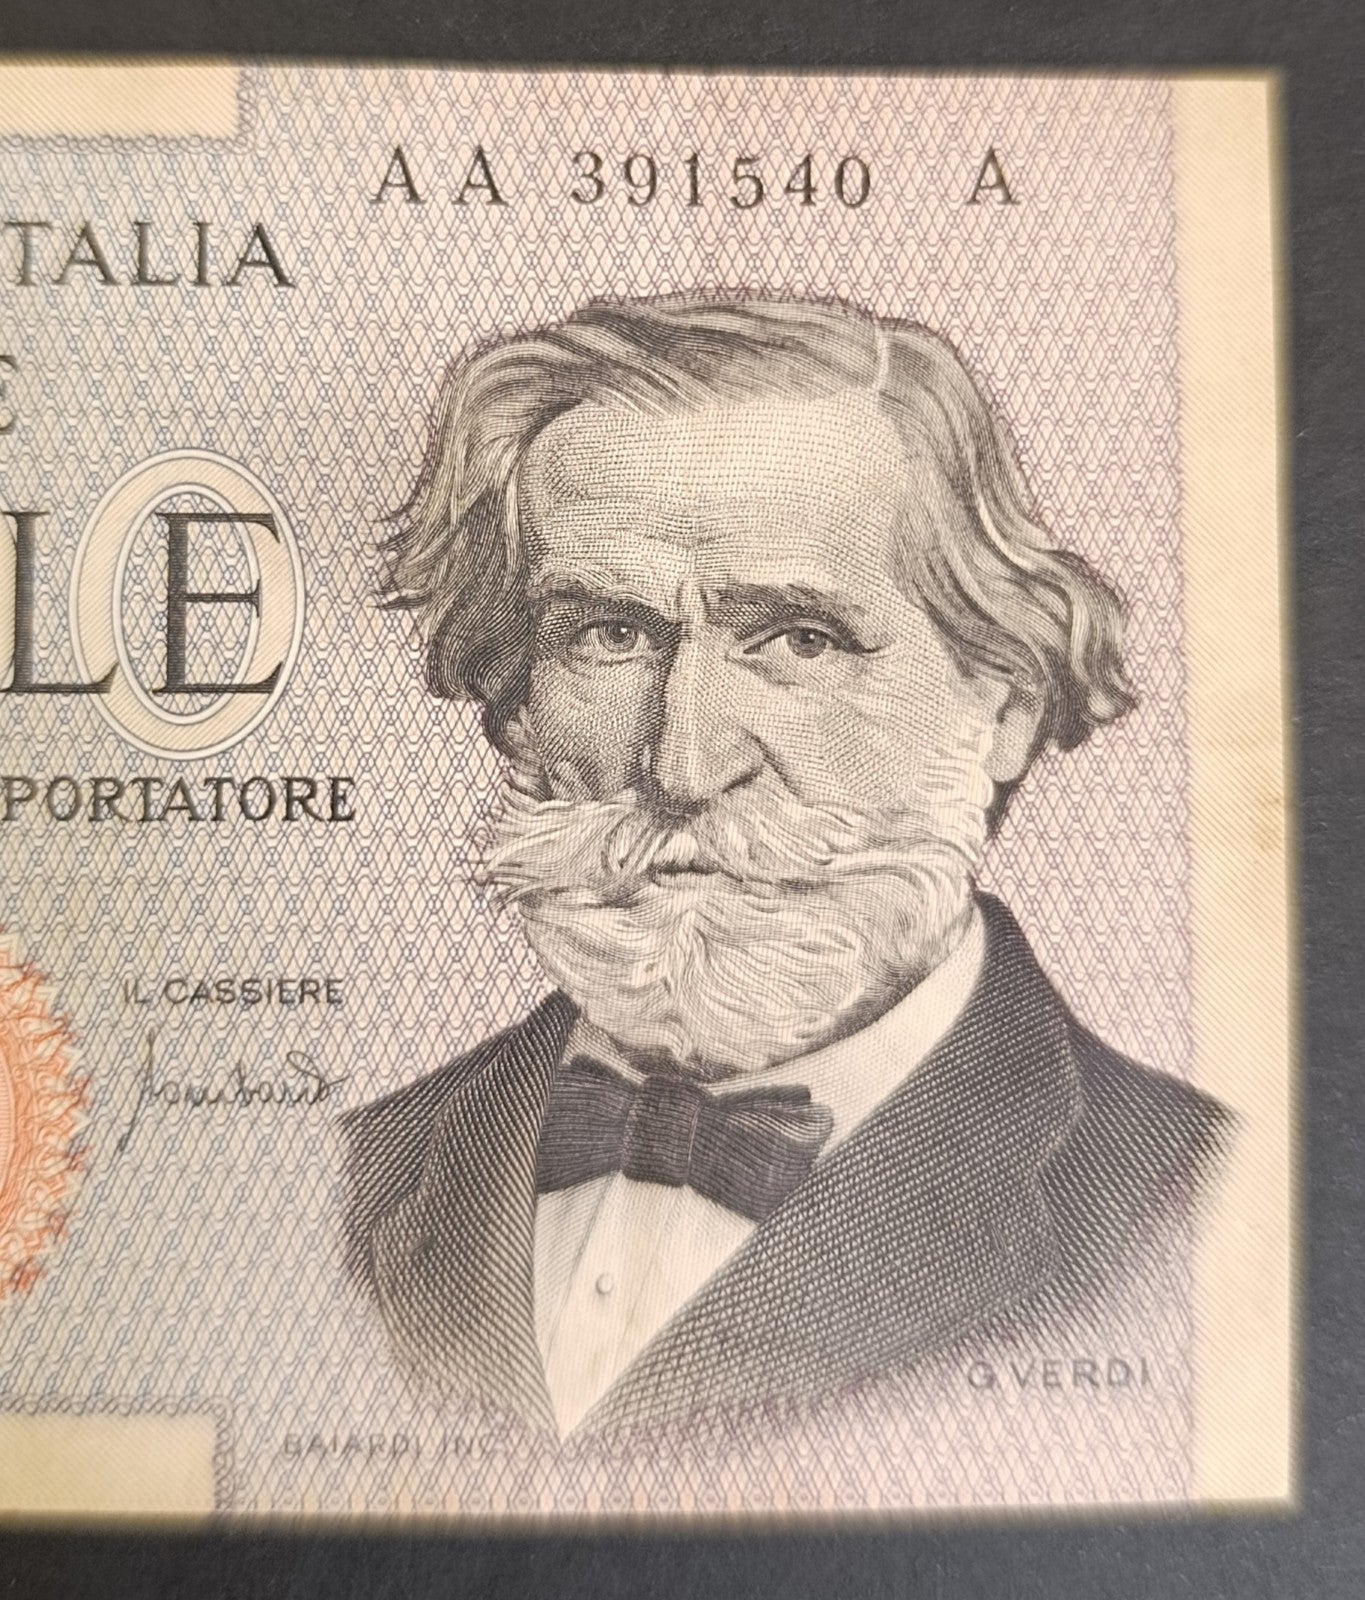 AA 391540 A
TALIA
E
LE
PORTATORE
IL CASSIERE
G. VERDI
BAIARDI, INC.